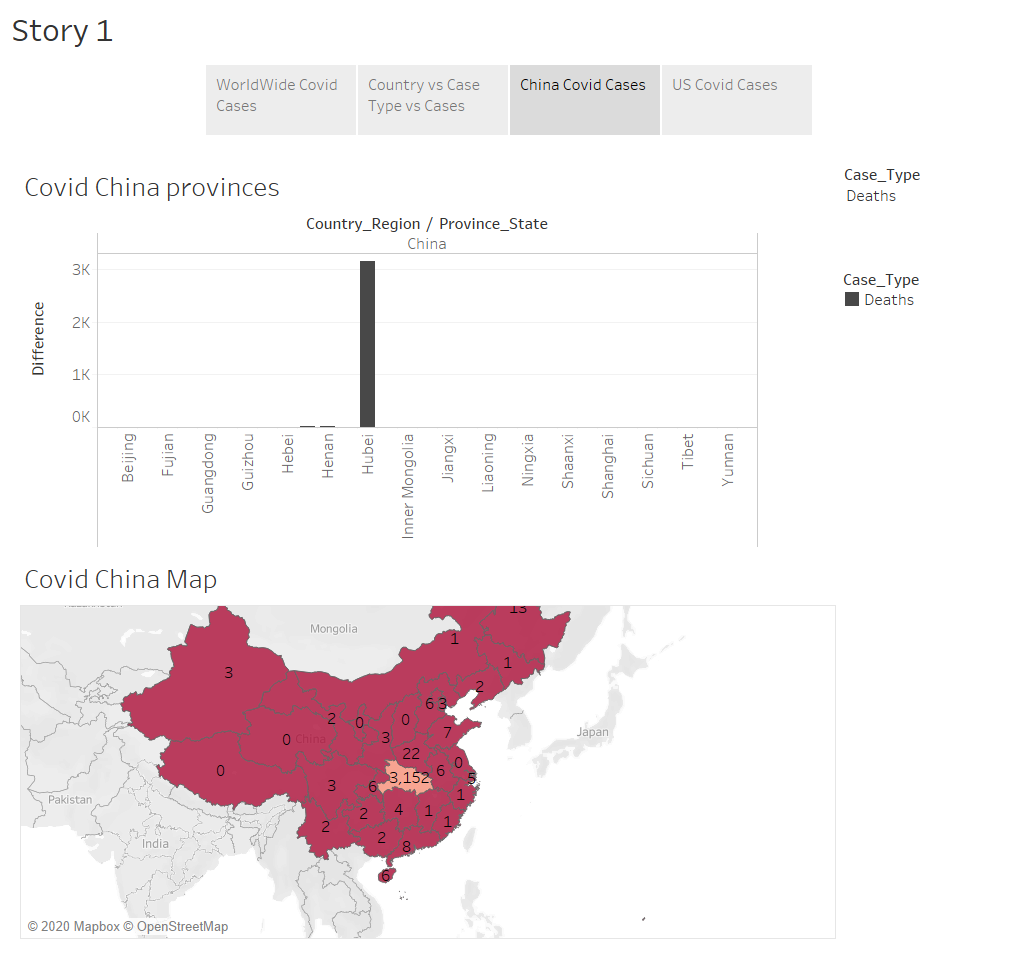 Story 1
WorldWide Covid
Cases
Country vs Case
Type vs Cases
China Covid Cases
US Covid Cases
Covid China provinces
Case_Type
Deaths
Country_Region / Province_State
China
Case_Type
Deaths
Difference
3K
2K
1K
0K
Beijing
Fujian
Guangdong
Guizhou
Hebei
Henan
Hubei
Inner Mongolia
Jiangxi
Liaoning
Ningxia
Shaanxi
Shanghai
Sichuan
Tibet
Yunnan
Covid China Map
13
Mongolia
1
1
3
2
6 3
2
0
0
7
Japan
0 China
3
22
0
0
3,152
6
5
3
6
1
Pakistan
4
1
2
1
2
India
2
8
6
© 2020 Mapbox © OpenStreetMap